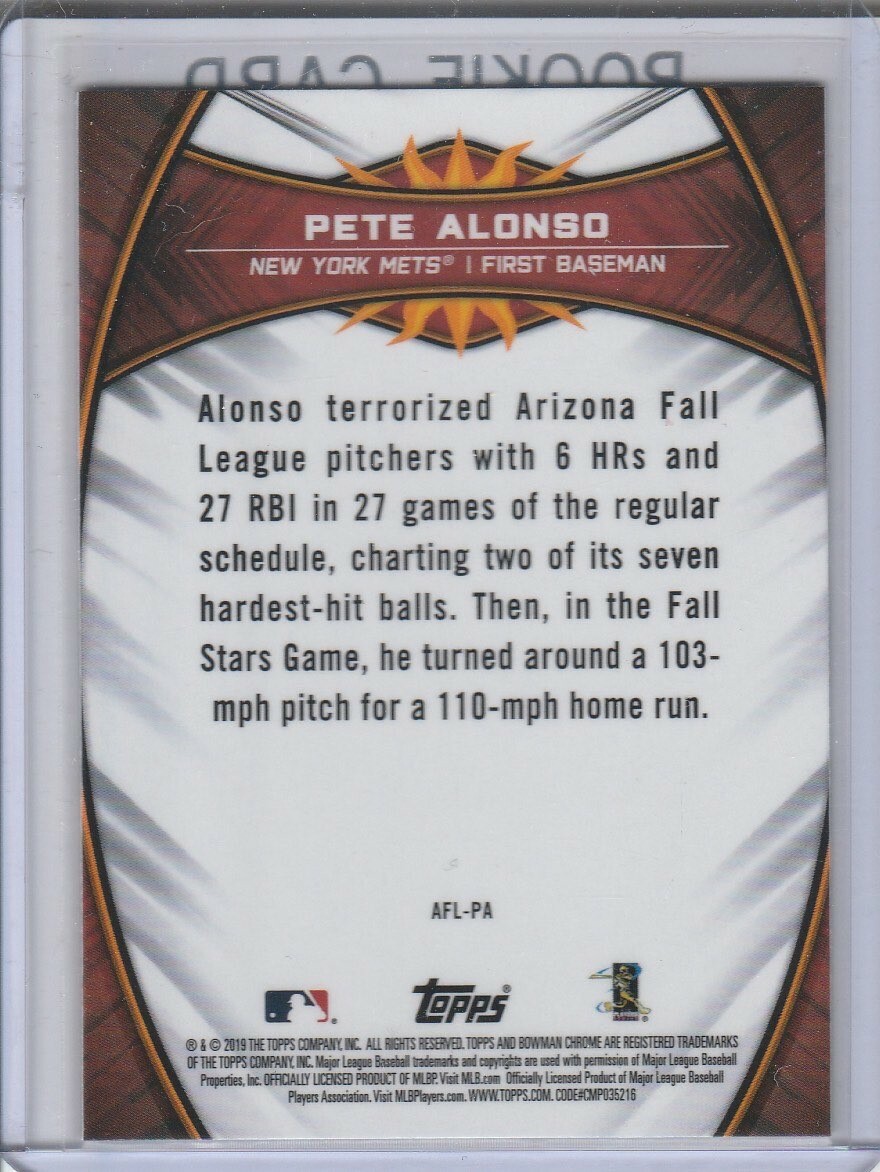 ROOKIE CARD
PETE ALONSO
NEW YORK METS® | FIRST BASEMAN
Alonso terrorized Arizona Fall
League pitchers with 6 HRs and
27 RBI in 27 games of the regular
schedule, charting two of its seven
hardest-hit balls. Then, in the Fall
Stars Game, he turned around a 103-
mph pitch for a 110-mph home run.
AFL-PA
Topps®
® & © 2019 THE TOPPS COMPANY, INC. ALL RIGHTS RESERVED. TOPPS AND BOWMAN CHROME ARE REGISTERED TRADEMARKS
OF THE TOPPS COMPANY, INC. Major League Baseball trademarks and copyrights are used with permission of Major League Baseball
Properties, Inc. OFFICIALLY LICENSED PRODUCT OF MLBP. Visit MLB.com Officially Licensed Product of Major League Baseball
Players Association. Visit MLBPlayers.com. WWW.TOPPS.COM. CODE#CMP035216